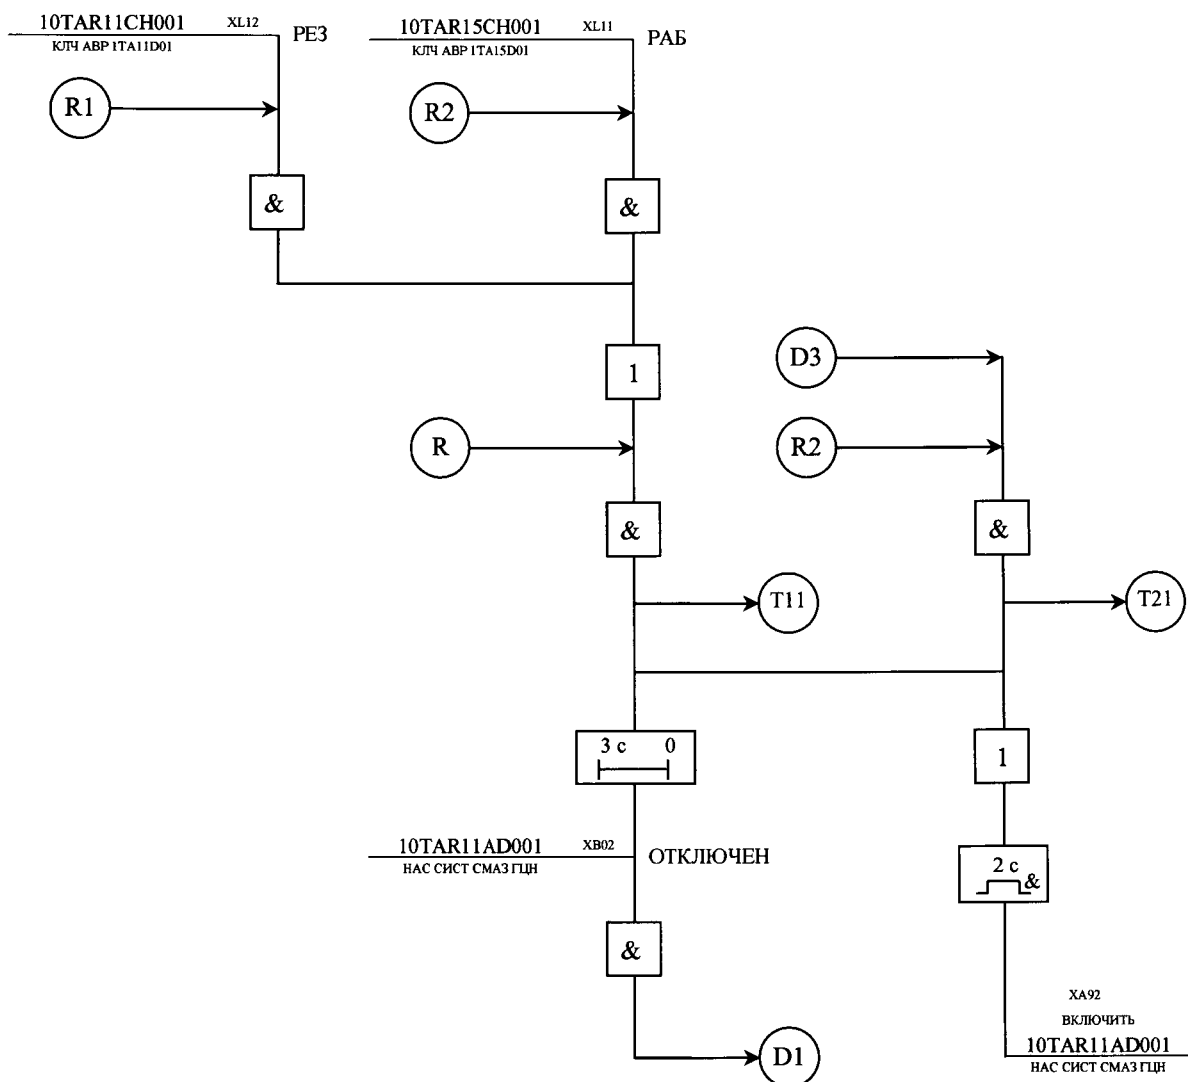 10TAR11CH001 XL12 РЕЗ
КЛЧ АВР 1TA11D01
10TAR15CH001 XL11 РАБ
КЛЧ АВР 1TA15D01
R1
R2
&
&
1
D3
R
R2
&
&
T11
T21
3 с 0
1
10TAR11AD001 XB02 ОТКЛЮЧЕН
НАС СИСТ СМАЗ ГЦН
2 с
&
&
XA92
ВКЛЮЧИТЬ
10TAR11AD001
НАС СИСТ СМАЗ ГЦН
D1